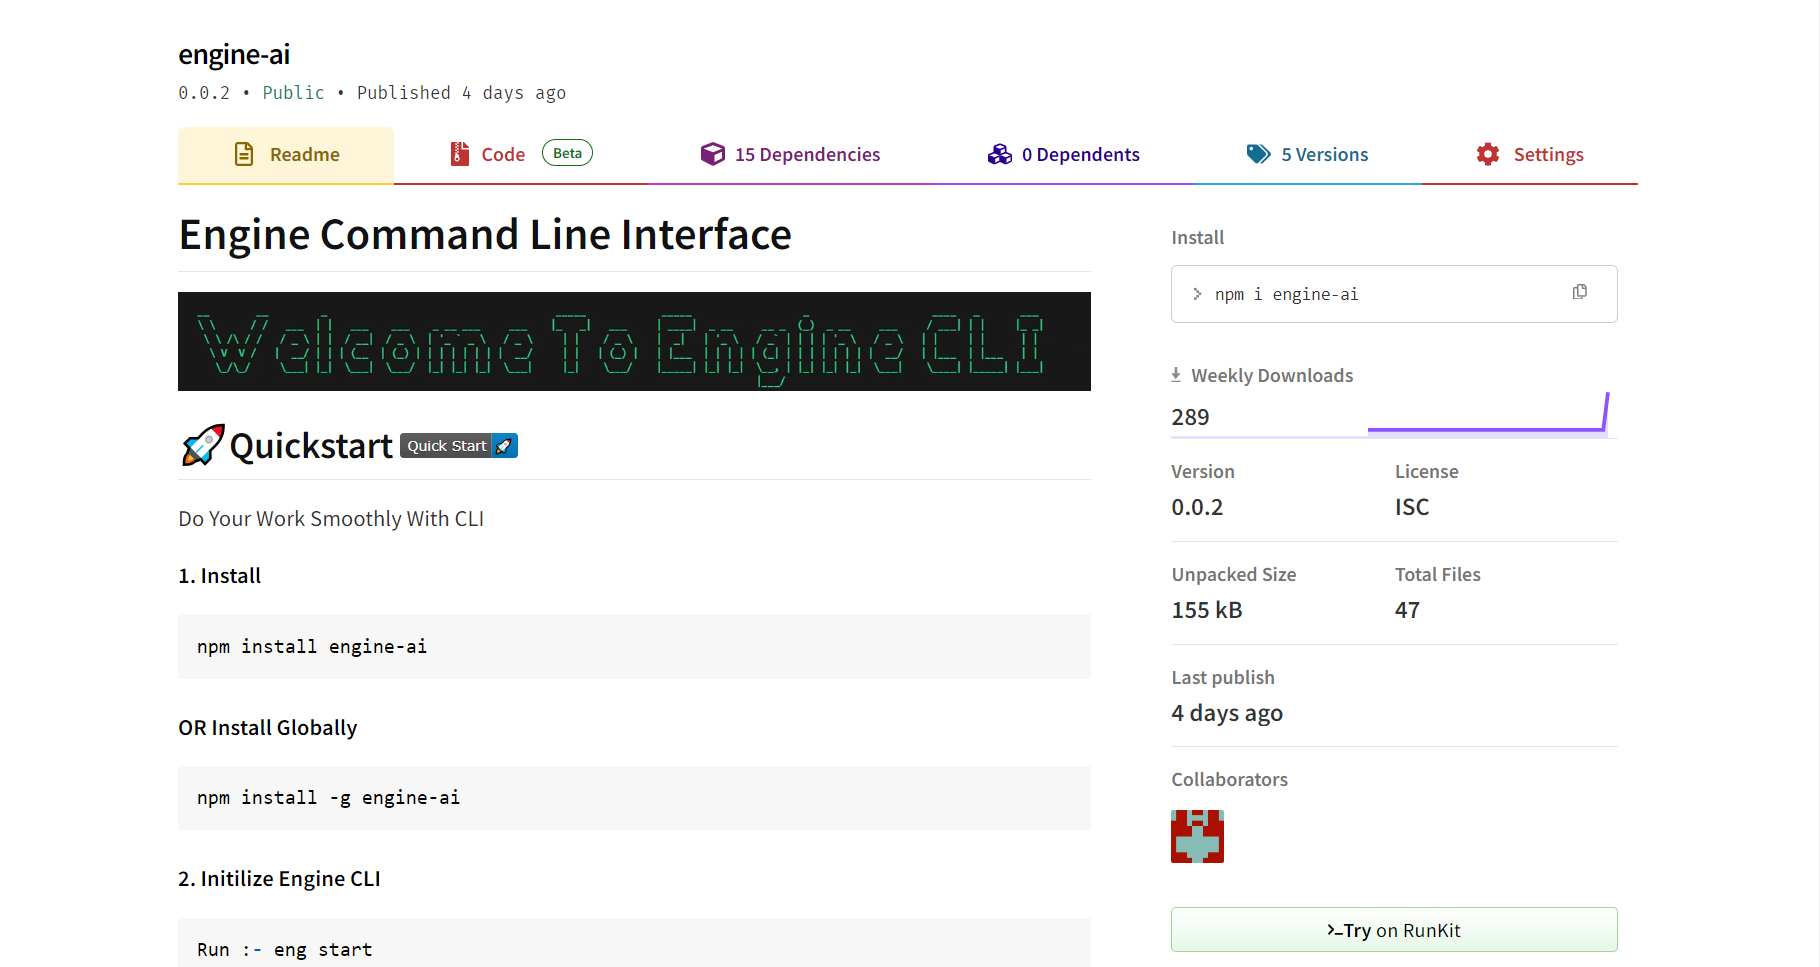 engine-ai
0.0.2 • Public • Published 4 days ago
Readme
Code Beta
15 Dependencies
0 Dependents
5 Versions
Settings
Engine Command Line Interface
Welcome To Engine CLI
🚀Quickstart Quick Start 🚀
Do Your Work Smoothly With CLI
1. Install
npm install engine-ai
OR Install Globally
npm install -g engine-ai
2. Initilize Engine CLI
Run :- eng start
Install
> npm i engine-ai
Weekly Downloads
289
Version
0.0.2
License
ISC
Unpacked Size
155 kB
Total Files
47
Last publish
4 days ago
Collaborators
>_Try on RunKit